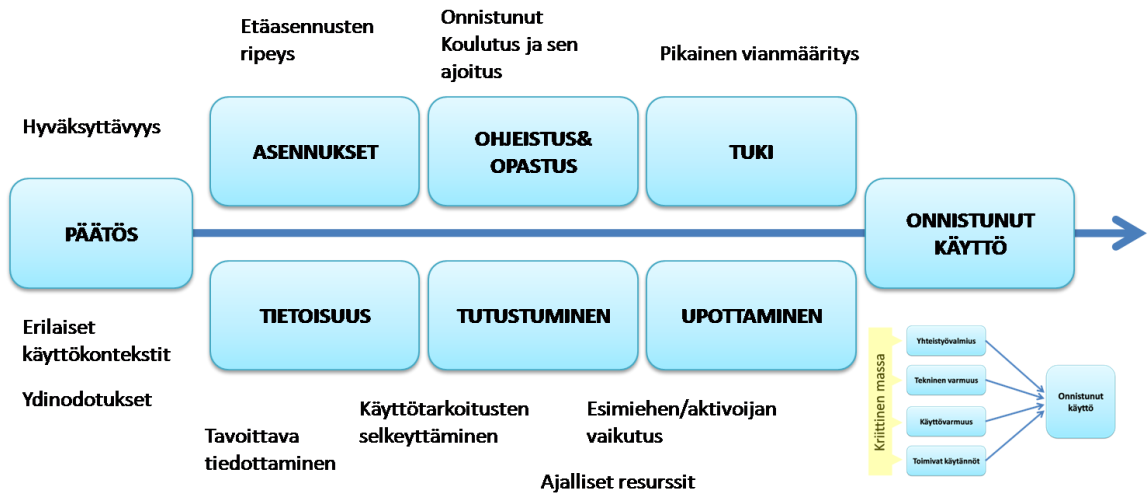 Etäasennusten
ripeys
Onnistunut
Koulutus ja sen
ajoitus
Pikainen vianmääritys
Hyväksyttävyys
ASENNUKSET
OHJEISTUS&
OPASTUS
TUKI
PÄÄTÖS
ONNISTUNUT
KÄYTTÖ
TIETOISUUS
TUTUSTUMINEN
UPOTTAMINEN
Erilaiset
käyttökontekstit
Ydinodotukset
Tavoittava
tiedottaminen
Käyttötarkoitusten
selkeyttäminen
Esimiehen/aktivoijan
vaikutus
Ajalliset resurssit
Kriittinen massa
Yhteistyövalmius
Tekninen varmuus
Käyttövarmuus
Toimivat käytännöt
Onnistunut
käyttö